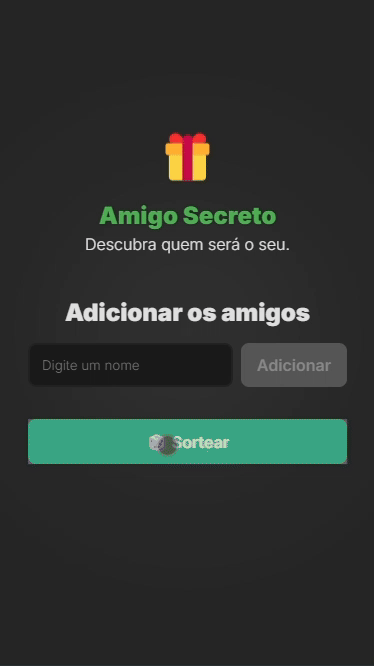 Amigo Secreto
Descubra quem será o seu.
Adicionar os amigos
Digite um nome
Adicionar
Sortear